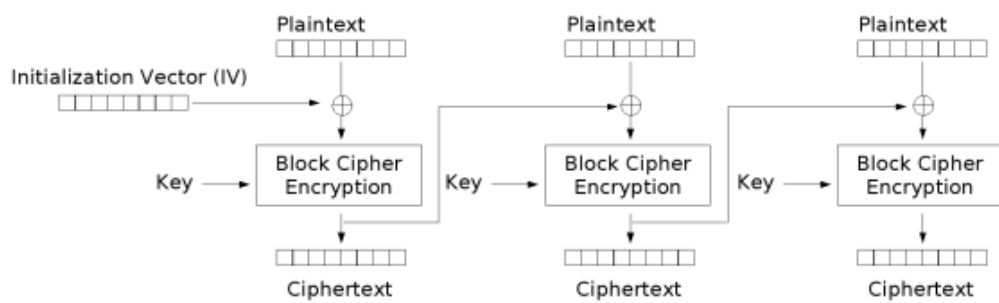 Plaintext
Plaintext
Plaintext
Initialization Vector (IV)
Block Cipher
Encryption
Block Cipher
Encryption
Block Cipher
Encryption
Key
Key
Key
Ciphertext
Ciphertext
Ciphertext